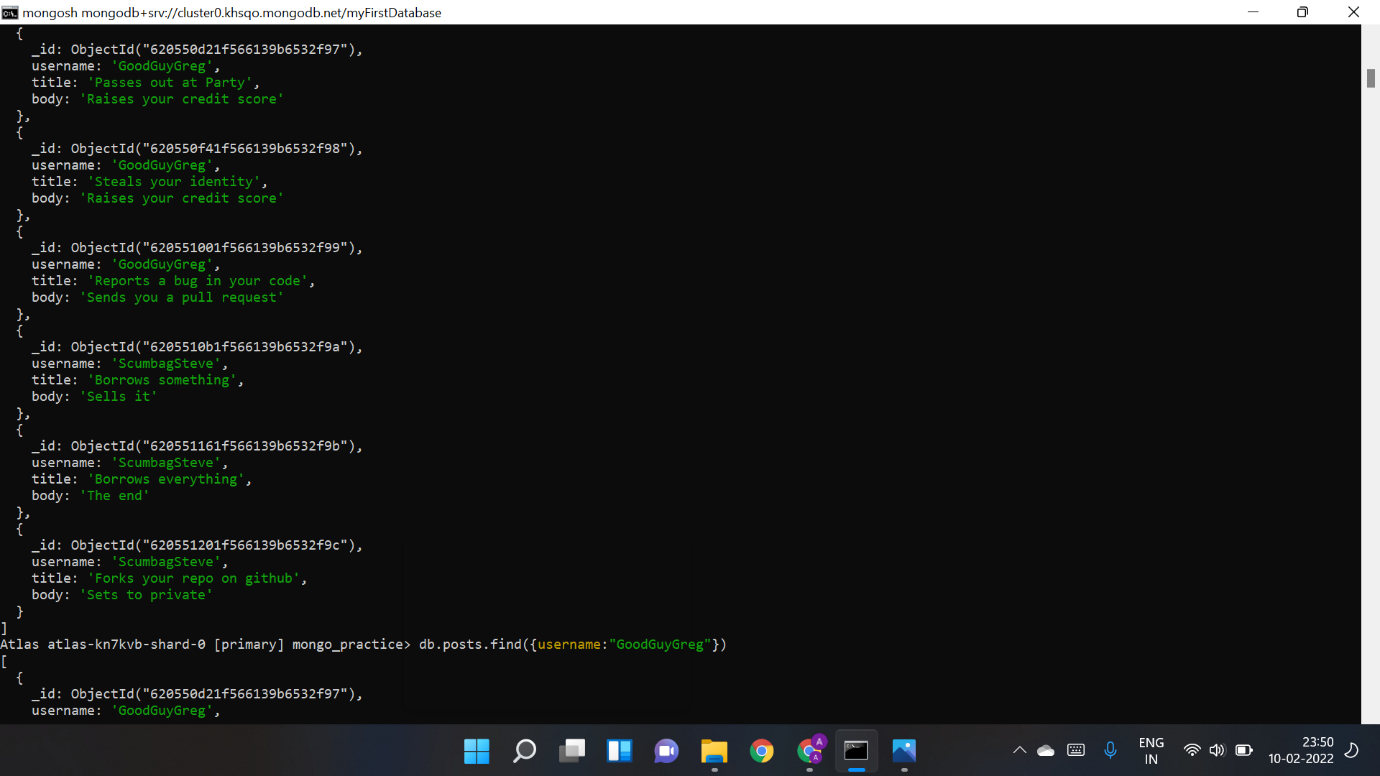 mongosh mongodb+srv://cluster0.khsqo.mongodb.net/myFirstDatabase
{
_id: ObjectId("620550d21f566139b6532f97"),
username: 'GoodGuyGreg',
title: 'Passes out at Party',
body: 'Raises your credit score'
},
{
_id: ObjectId("620550f41f566139b6532f98"),
username: 'GoodGuyGreg',
title: 'Steals your identity',
body: 'Raises your credit score'
},
{
_id: ObjectId("620551001f566139b6532f99"),
username: 'GoodGuyGreg',
title: 'Reports a bug in your code',
body: 'Sends you a pull request'
},
{
_id: ObjectId("6205510b1f566139b6532f9a"),
username: 'ScumbagSteve',
title: 'Borrows something',
body: 'Sells it'
},
{
_id: ObjectId("620551161f566139b6532f9b"),
username: 'ScumbagSteve',
title: 'Borrows everything',
body: 'The end'
},
{
_id: ObjectId("620551201f566139b6532f9c"),
username: 'ScumbagSteve',
title: 'Forks your repo on github',
body: 'Sets to private'
}
]
Atlas atlas-kn7kvb-shard-0 [primary] mongo_practice> db.posts.find({username:"GoodGuyGreg"})
[
{
_id: ObjectId("620550d21f566139b6532f97"),
username: 'GoodGuyGreg',
A
A
ENG
IN
23:50
10-02-2022